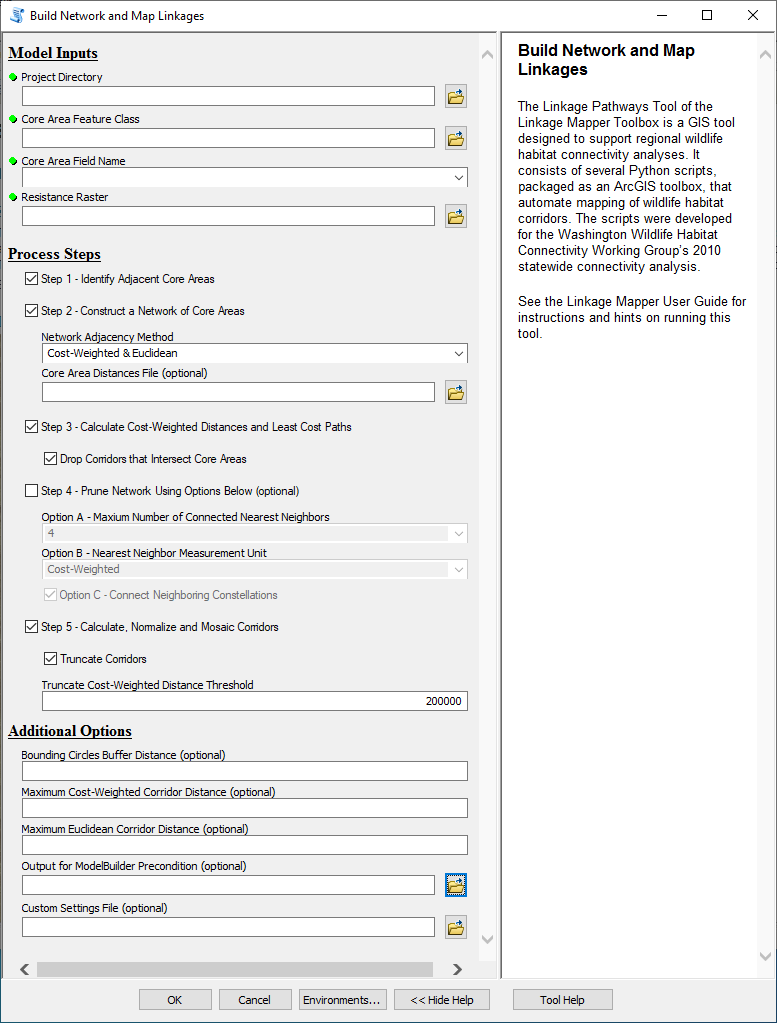 Build Network and Map Linkages
Model Inputs
Project Directory
Core Area Feature Class
Core Area Field Name
Resistance Raster
Process Steps
Step 1 - Identify Adjacent Core Areas
Step 2 - Construct a Network of Core Areas
Network Adjacency Method
Cost-Weighted & Euclidean
Core Area Distances File (optional)
Step 3 - Calculate Cost-Weighted Distances and Least Cost Paths
Drop Corridors that Intersect Core Areas
Step 4 - Prune Network Using Options Below (optional)
Option A - Maxium Number of Connected Nearest Neighbors
4
Option B - Nearest Neighbor Measurement Unit
Cost-Weighted
Option C - Connect Neighboring Constellations
Step 5 - Calculate, Normalize and Mosaic Corridors
Truncate Corridors
Truncate Cost-Weighted Distance Threshold
200000
Additional Options
Bounding Circles Buffer Distance (optional)
Maximum Cost-Weighted Corridor Distance (optional)
Maximum Euclidean Corridor Distance (optional)
Output for ModelBuilder Precondition (optional)
Custom Settings File (optional)
Build Network and Map
Linkages
The Linkage Pathways Tool of the
Linkage Mapper Toolbox is a GIS tool
designed to support regional wildlife
habitat connectivity analyses. It
consists of several Python scripts,
packaged as an ArcGIS toolbox, that
automate mapping of wildlife habitat
corridors. The scripts were developed
for the Washington Wildlife Habitat
Connectivity Working Group's 2010
statewide connectivity analysis.
See the Linkage Mapper User Guide for
instructions and hints on running this
tool.
OK
Cancel
Environments...
<< Hide Help
Tool Help